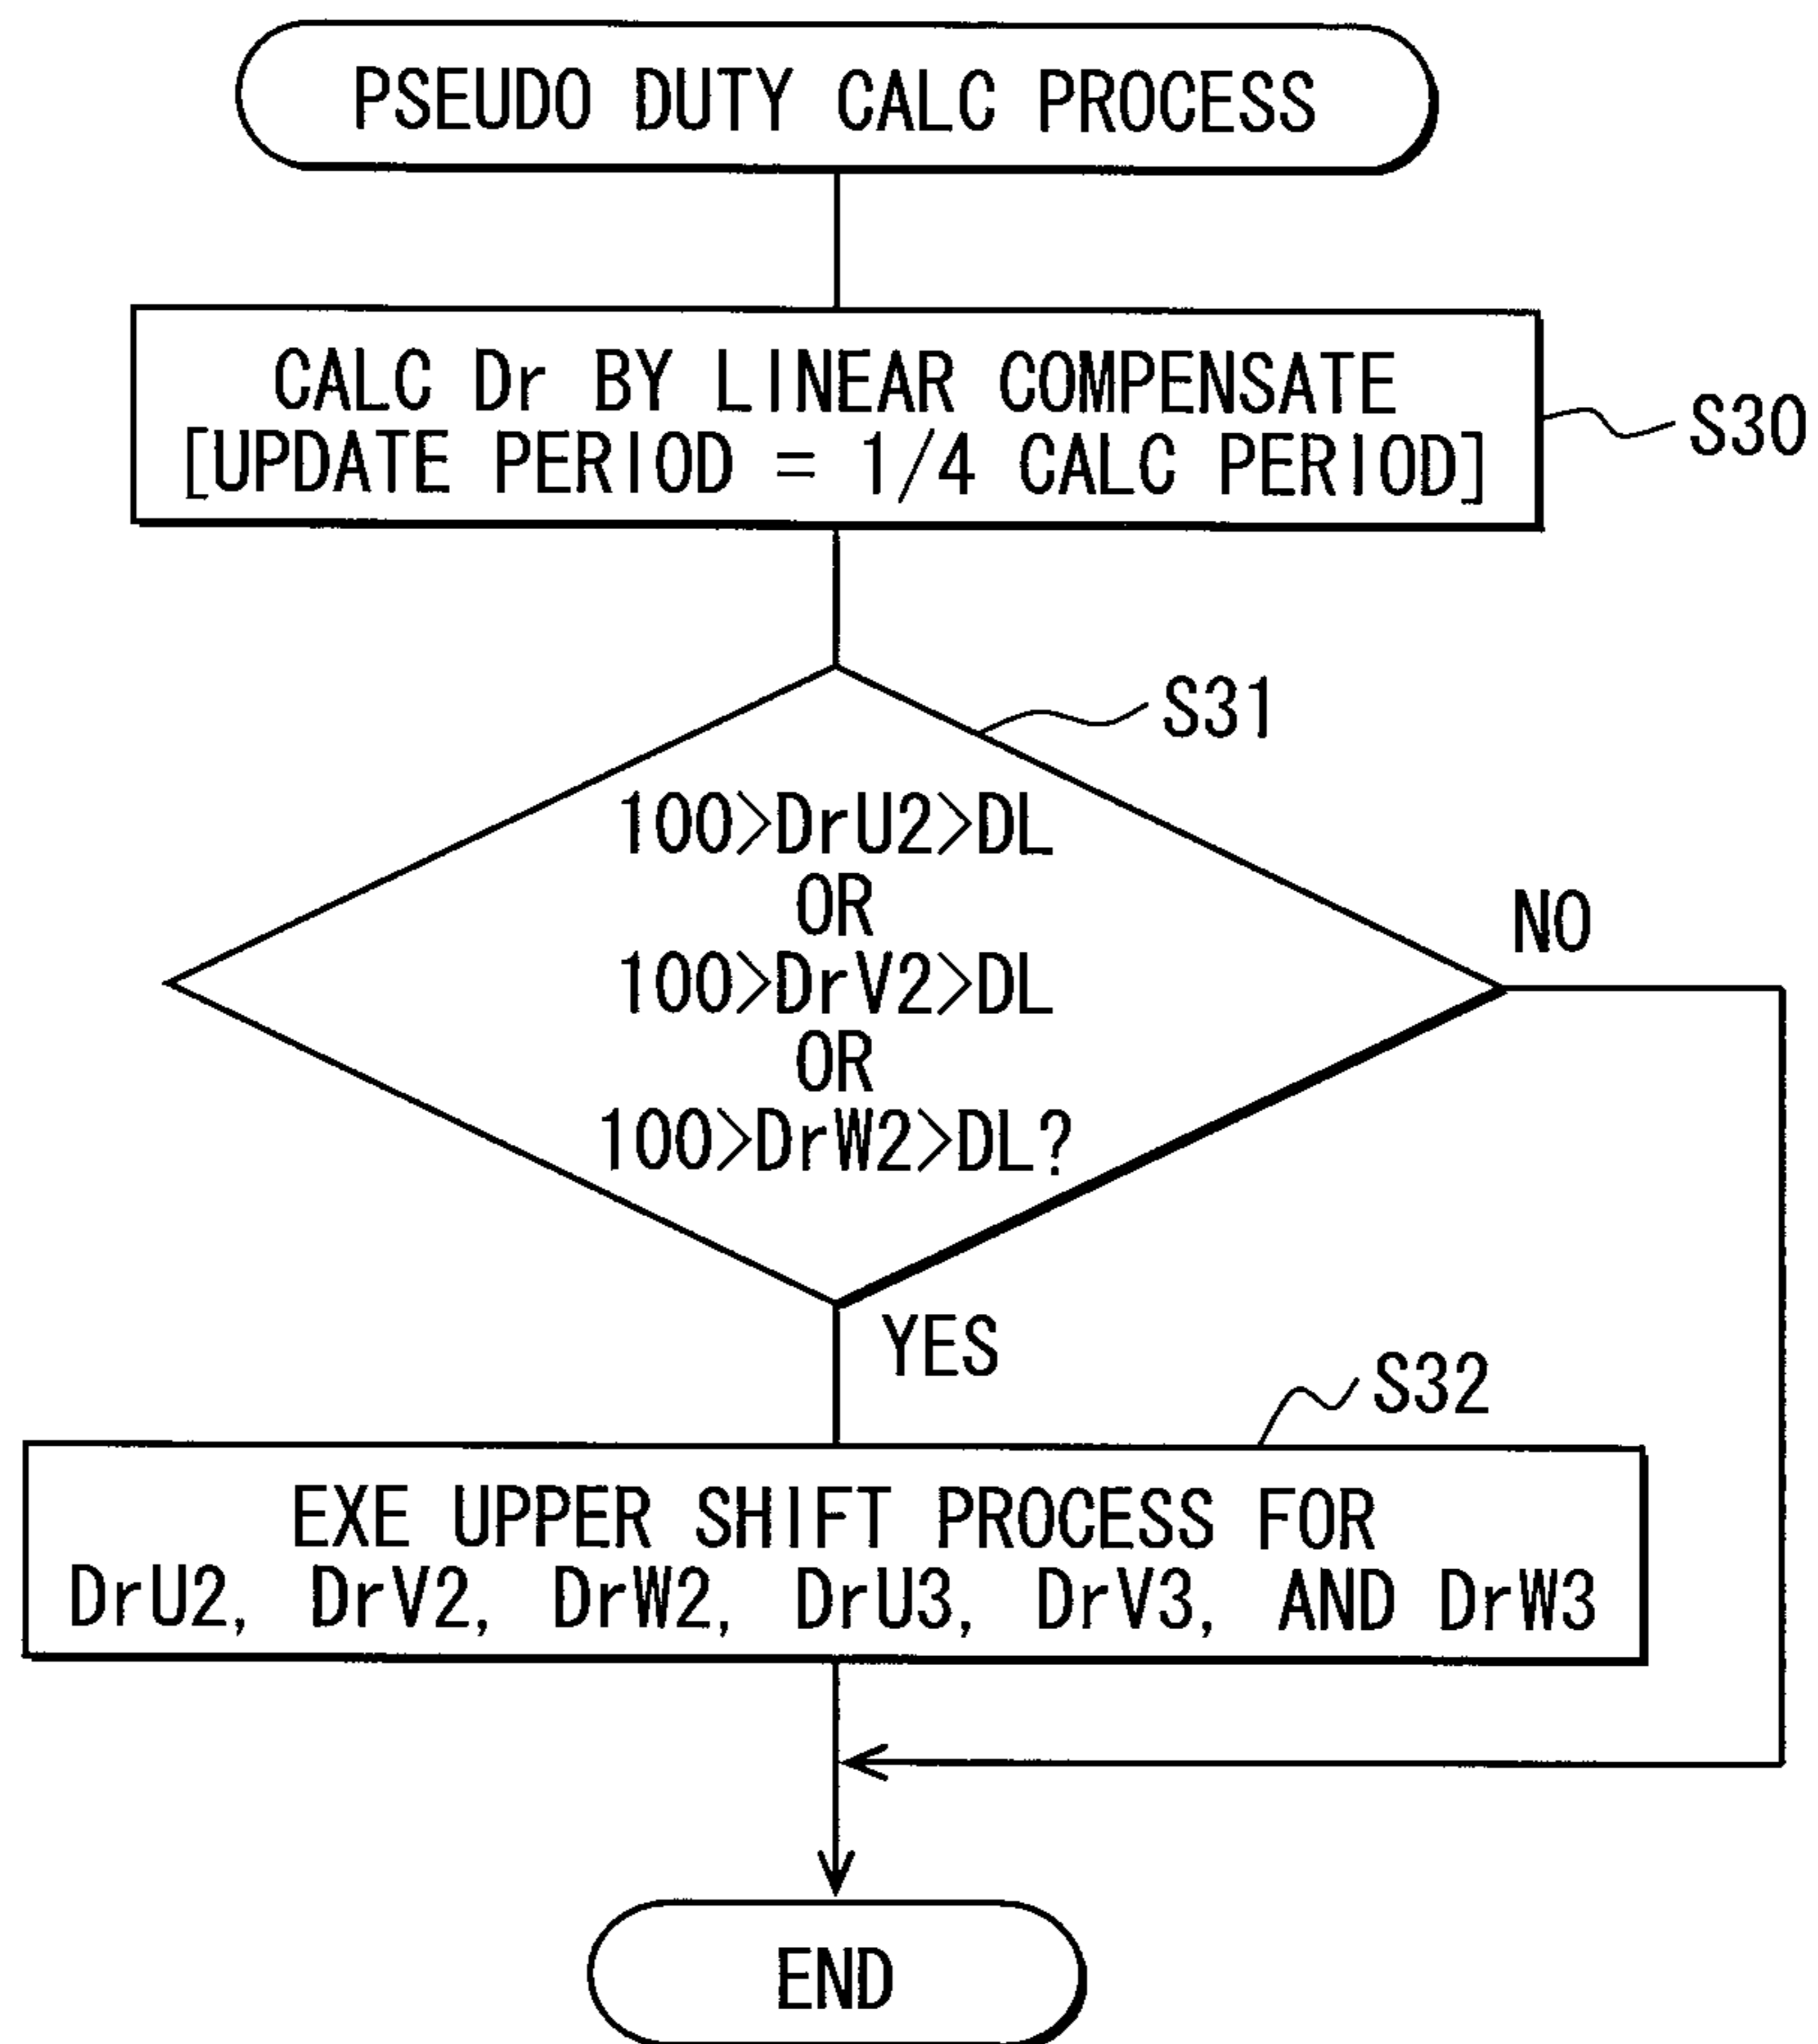 PSEUDO DUTY CALC PROCESS
CALC Dr BY LINEAR COMPENSATE
[UPDATE PERIOD = 1/4 CALC PERIOD]
S30
S31
100>DrU2>DL
OR
100>DrV2>DL
OR
100>DrW2>DL?
NO
YES
S32
EXE UPPER SHIFT PROCESS FOR
DrU2, DrV2, DrW2, DrU3, DrV3, AND DrW3
END